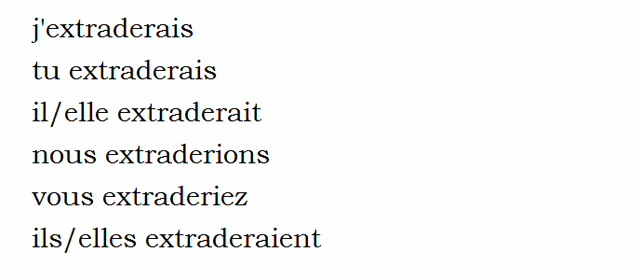 j'extraderais
tu extraderais
il/elle extraderait
nous extraderions
vous extraderiez
ils/elles extraderaient